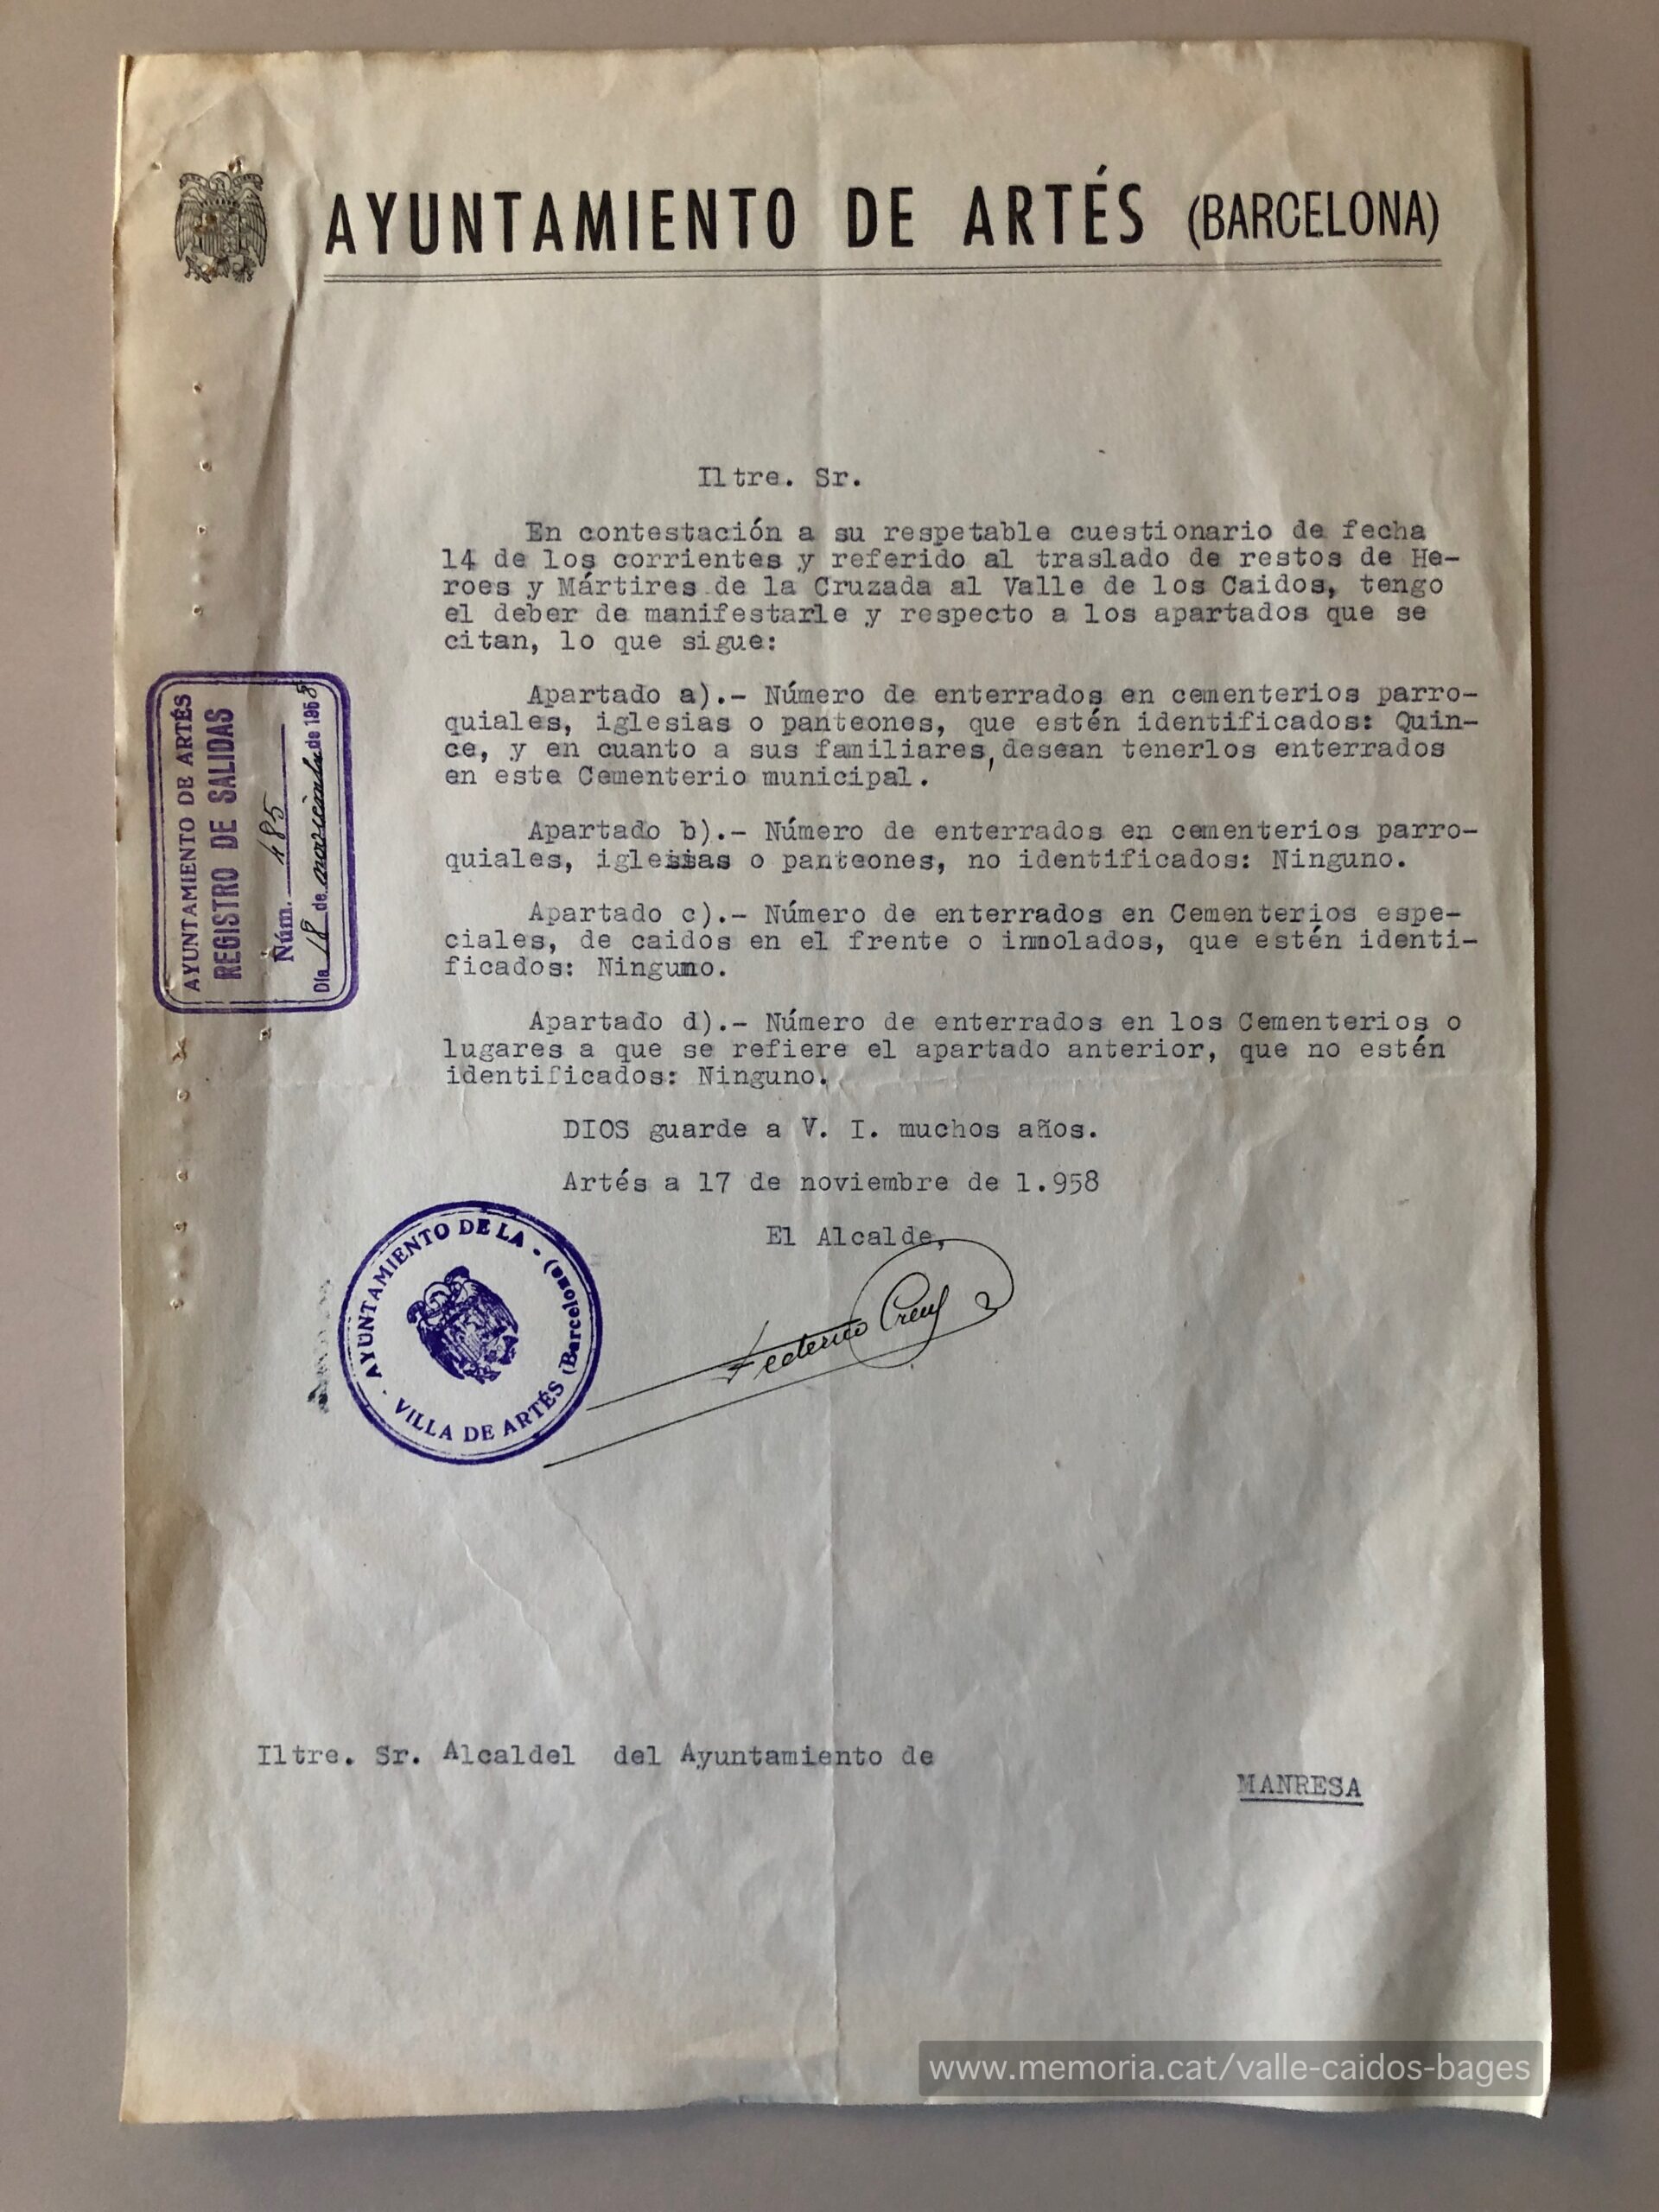 AYUNTAMIENTO DE ARTÉS (BARCELONA)
Iltre. Sr.
En contestación a su respetable cuestionario de fecha
14 de los corrientes y referido al traslado de restos de He-
roes y Mártires de la Cruzada al Valle de los Caidos, tengo
el deber de manifestarle y respecto a los apartados que se
citan, lo que sigue:
Apartado a).- Número de enterrados en cementerios parro-
quiales, iglesias o panteones, que estén identificados: Quin-
ce, y en cuanto a sus familiares, desean tenerlos enterrados
en este Cementerio municipal.
Apartado b).- Número de enterrados en cementerios parro-
quiales, iglesias o panteones, no identificados: Ninguno.
Apartado c).- Número de enterrados en Cementerios espe-
ciales, de caidos en el frente o inmolados, que estén identi-
ficados: Ninguno.
Apartado d).- Número de enterrados en los Cementerios o
lugares a que se refiere el apartado anterior, que no estén
identificados: Ninguno.
DIOS guarde a V. I. muchos años.
Artés a 17 de noviembre de 1.958
El Alcalde,
Federico Creus
AYUNTAMIENTO DE ARTÉS
REGISTRO DE SALIDAS
Núm. 485
Día 18 de noviembre de 1958
· AYUNTAMIENTO DE LA ·
VILLA DE ARTÉS (Barcelona)
Iltre. Sr. Alcaldel del Ayuntamiento de
MANRESA
www.memoria.cat/valle-caidos-bages